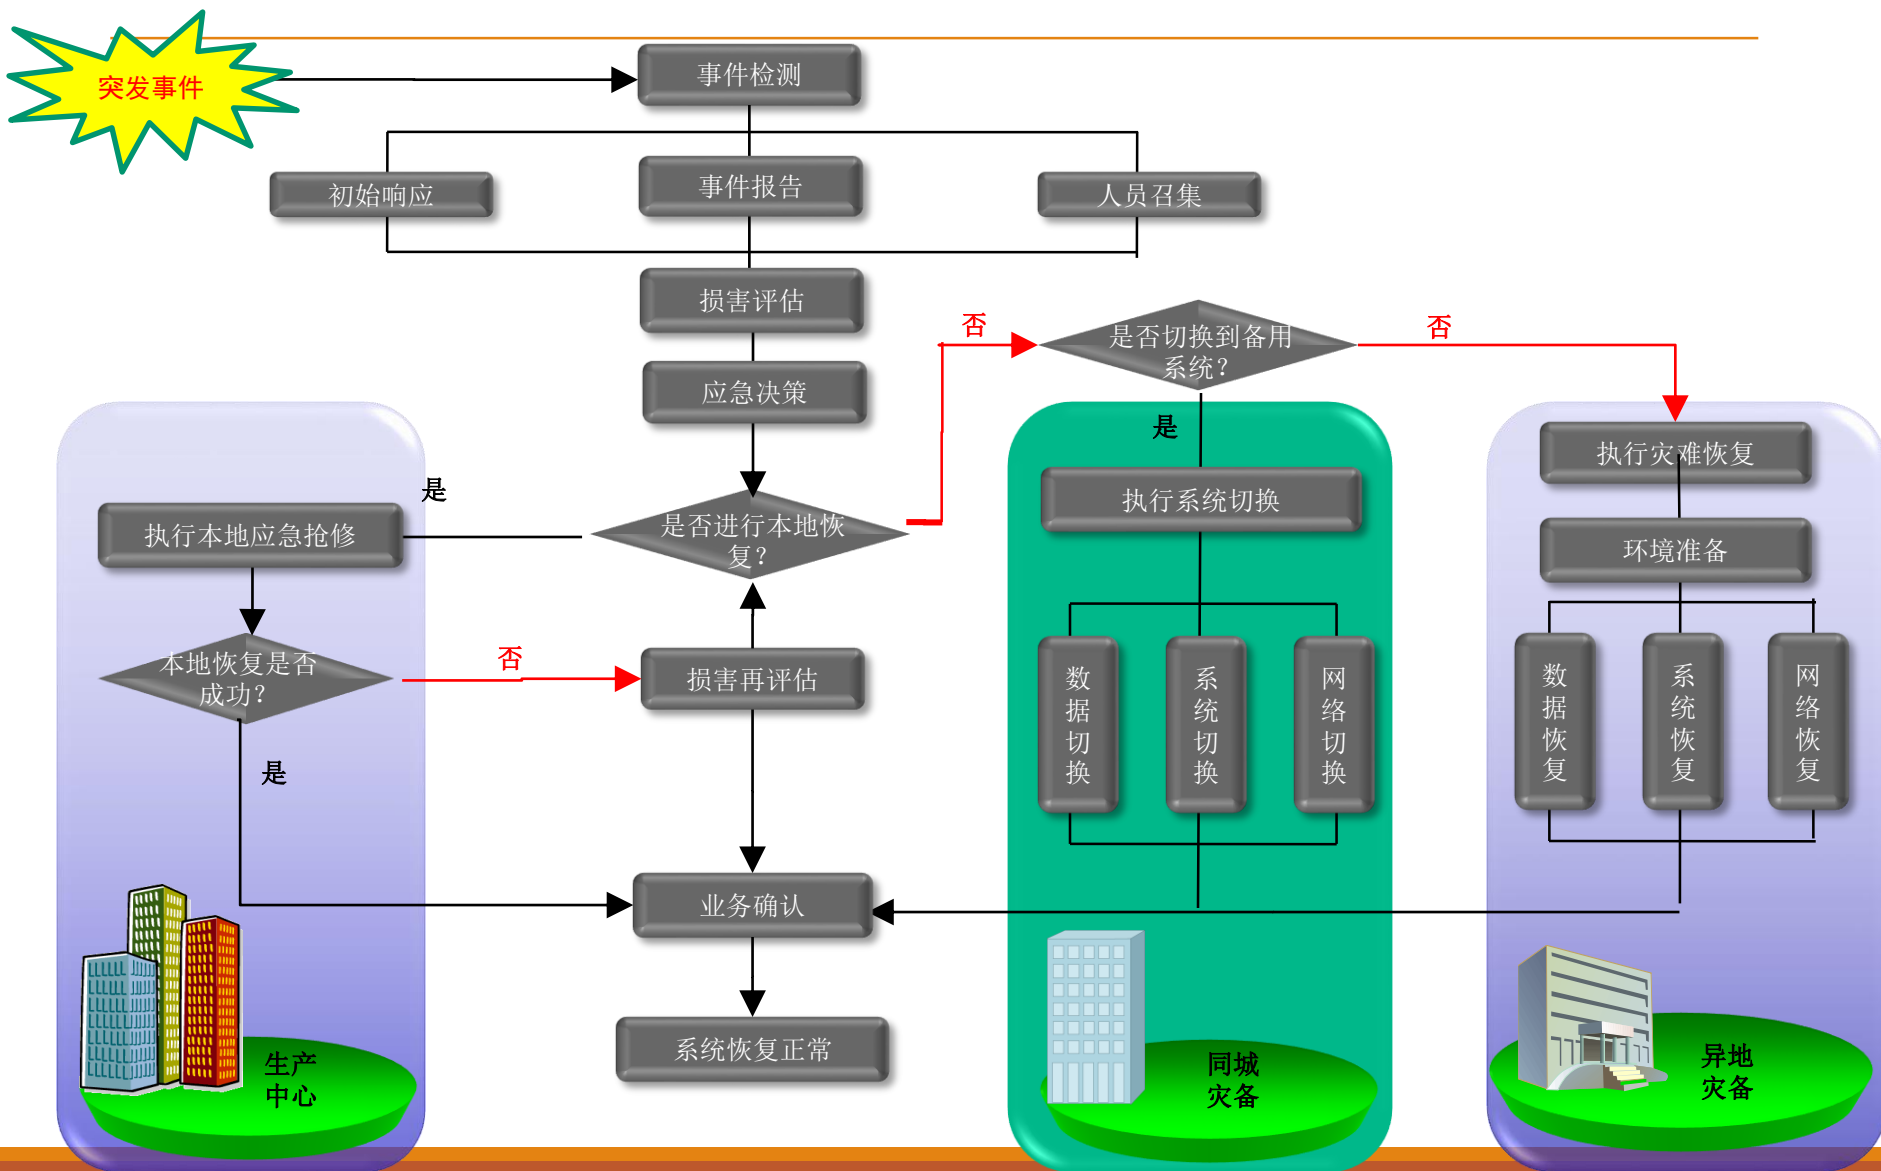 突发事件
事件检测
初始响应
事件报告
人员召集
损害评估
应急决策
否
是否切换到备用
系统？
否
是
是
执行灾难恢复
执行系统切换
执行本地应急抢修
是否进行本地恢
复？
环境准备
本地恢复是否
成功？
否
损害再评估
数据切换
系统切换
网络切换
数据恢复
系统恢复
网络恢复
是
业务确认
系统恢复正常
生产
中心
同城
灾备
异地
灾备